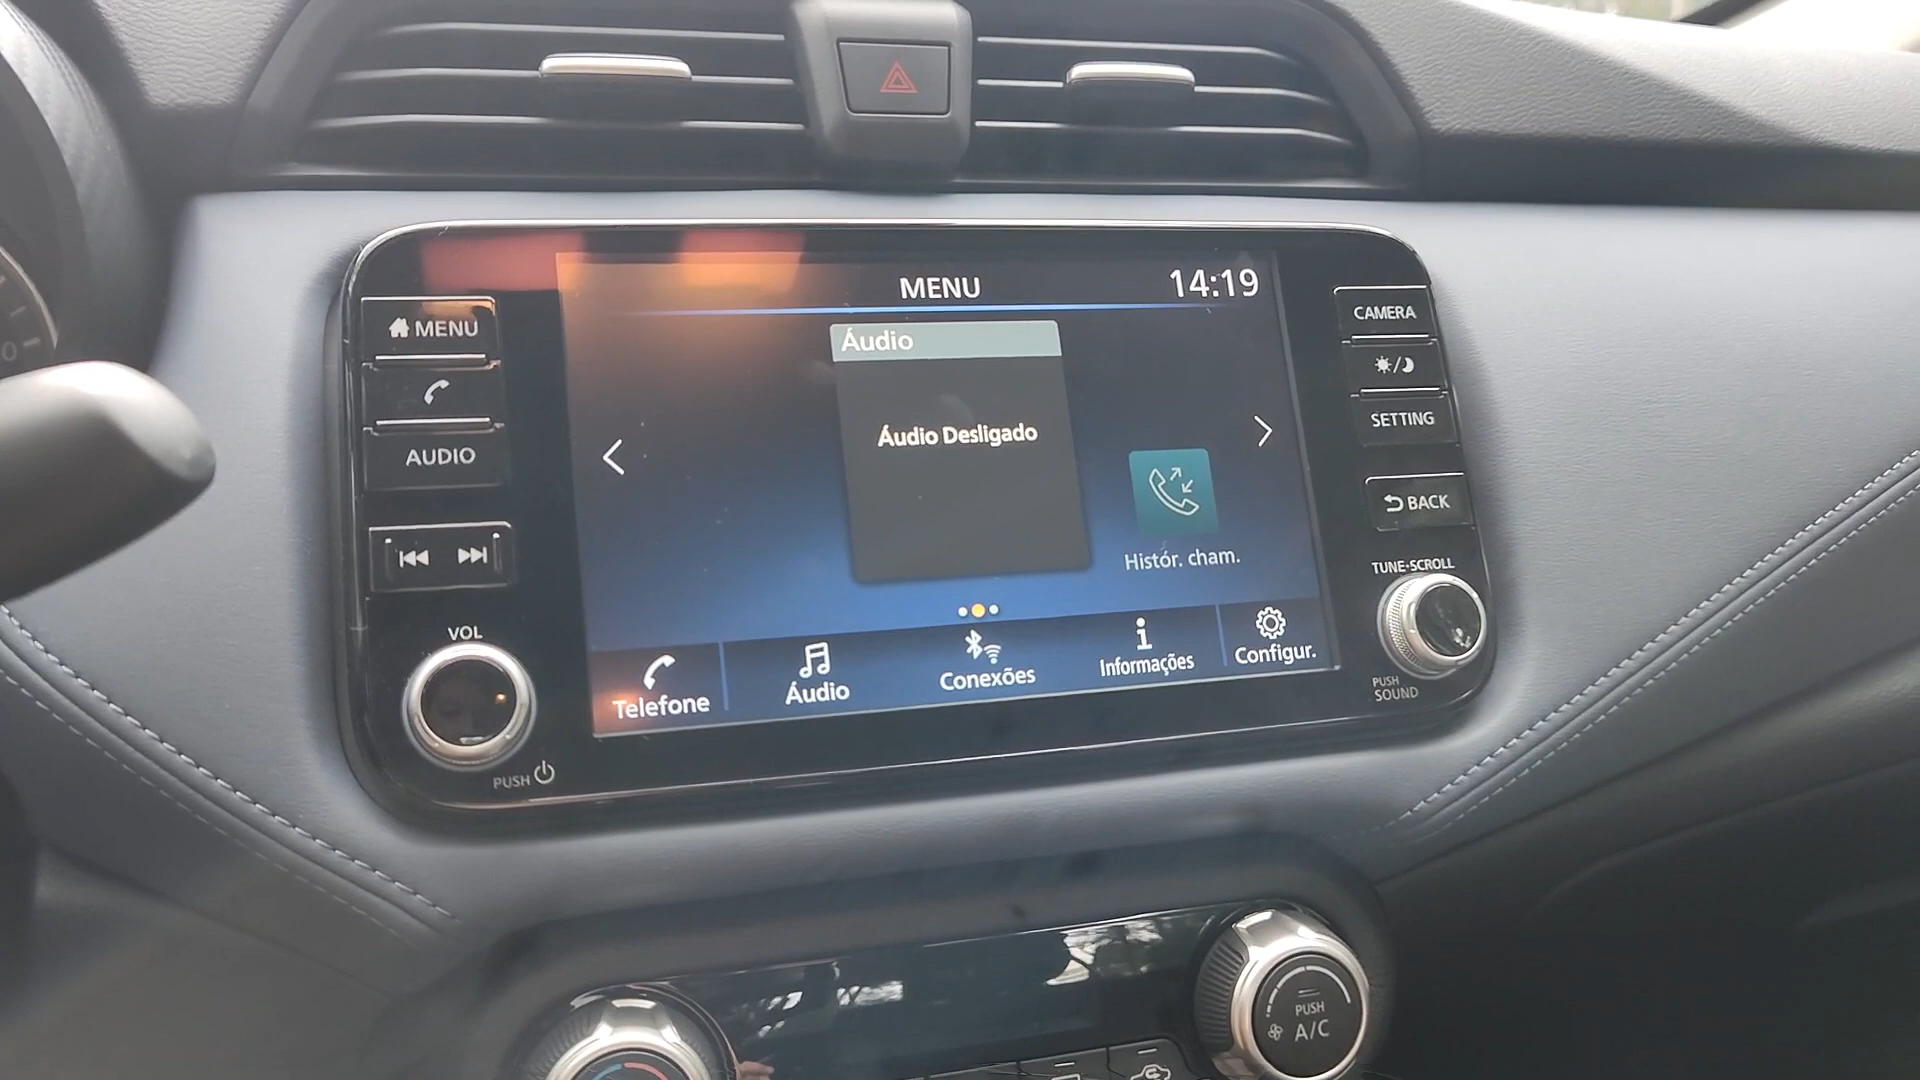 MENU
14:19
MENU
CAMERA
Áudio
SETTING
Áudio Desligado
AUDIO
BACK
Histór. cham.
TUNE·SCROLL
VOL
Telefone
Áudio
Conexões
Informações
Configur.
PUSH
SOUND
PUSH
PUSH
A/C